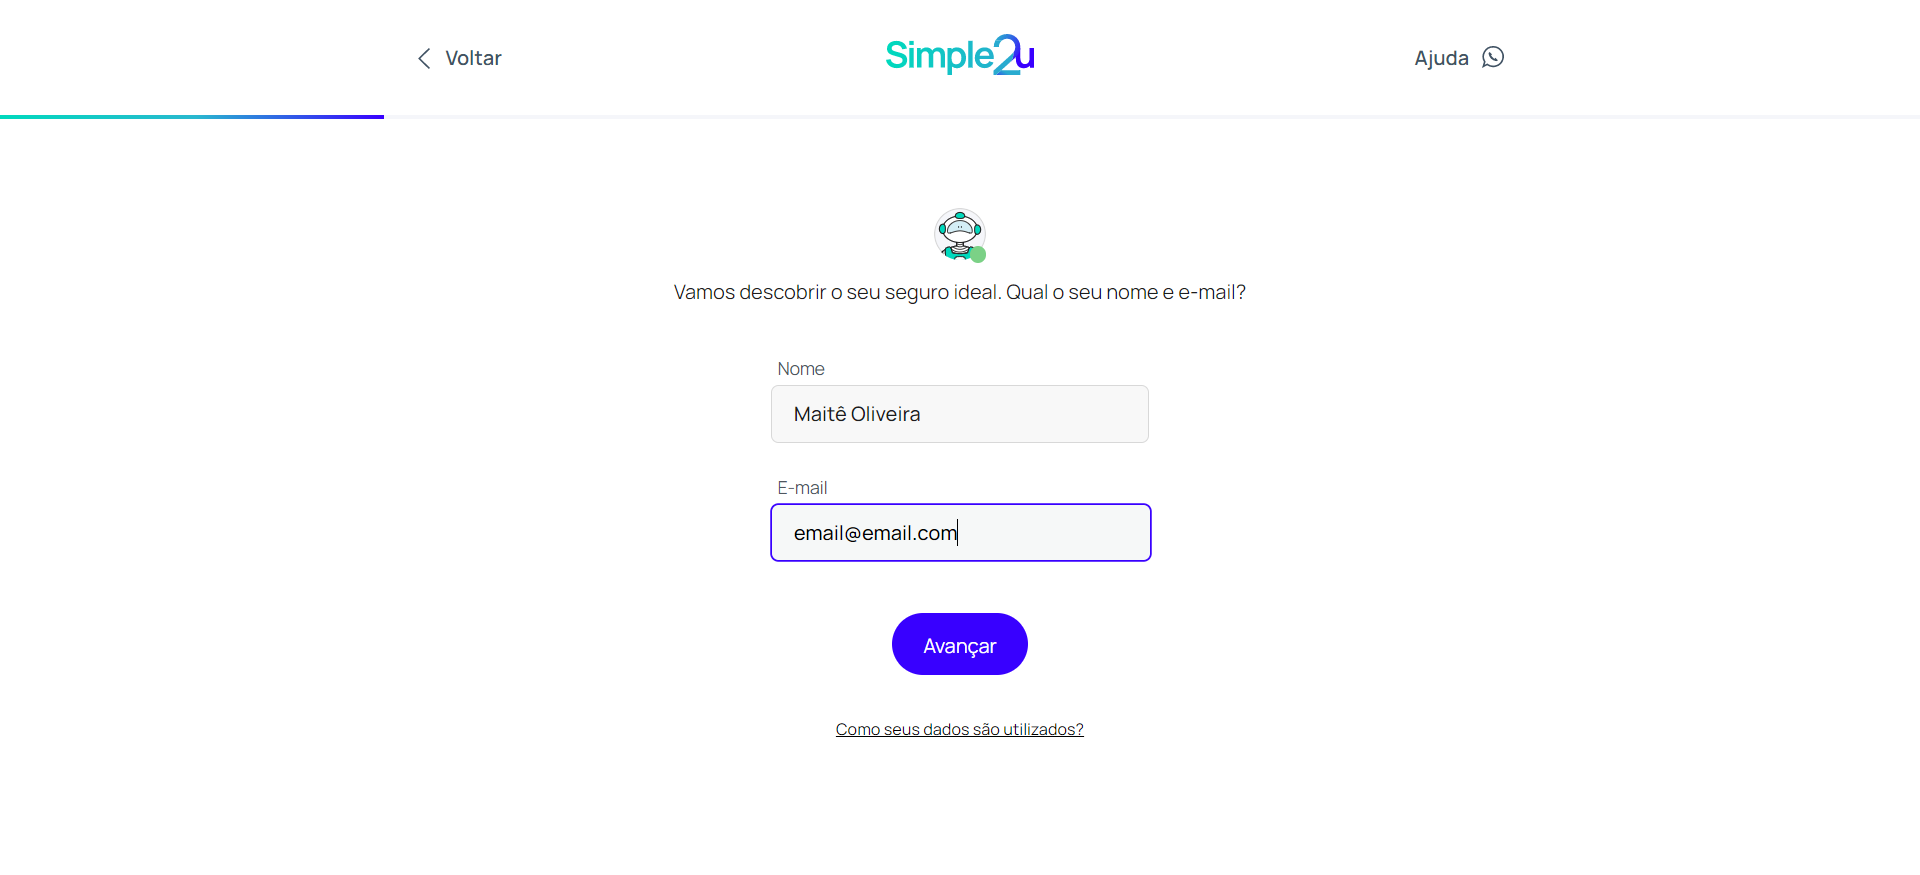 Voltar
Simple2u
Ajuda
Vamos descobrir o seu seguro ideal. Qual o seu nome e e-mail?
Nome
Maitê Oliveira
E-mail
email@email.com
Avançar
Como seus dados são utilizados?